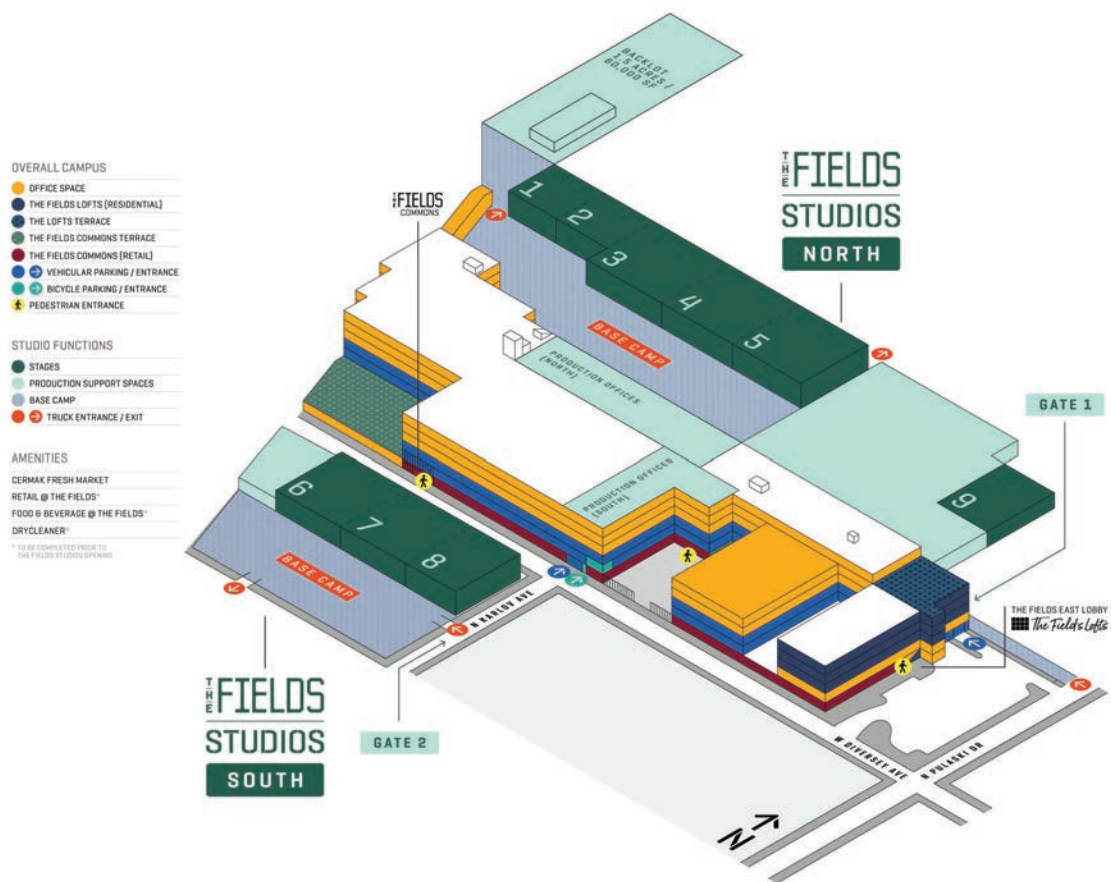 BACKLOT
1.5 ACRES /
60,000 SF
OVERALL CAMPUS
OFFICE SPACE
THE FIELDS LOFTS [RESIDENTIAL]
THE LOFTS TERRACE
THE FIELDS COMMONS TERRACE
THE FIELDS COMMONS [RETAIL]
VEHICULAR PARKING / ENTRANCE
BICYCLE PARKING / ENTRANCE
PEDESTRIAN ENTRANCE
STUDIO FUNCTIONS
STAGES
PRODUCTION SUPPORT SPACES
BASE CAMP
TRUCK ENTRANCE / EXIT
AMENITIES
CERMAK FRESH MARKET
RETAIL @ THE FIELDS*
FOOD & BEVERAGE @ THE FIELDS*
DRYCLEANER*
* TO BE COMPLETED PRIOR TO
THE FIELDS STUDIOS OPENING
THE FIELDS
COMMONS
THE FIELDS
STUDIOS
NORTH
1
2
3
4
5
BASE CAMP
PRODUCTION OFFICES
[NORTH]
PRODUCTION OFFICES
[SOUTH]
GATE 1
9
6
7
8
BASE CAMP
THE FIELDS EAST LOBBY
The Fields Lofts
N KARLOV AVE
THE FIELDS
STUDIOS
SOUTH
GATE 2
W DIVERSEY AVE
N PULASKI DR
N